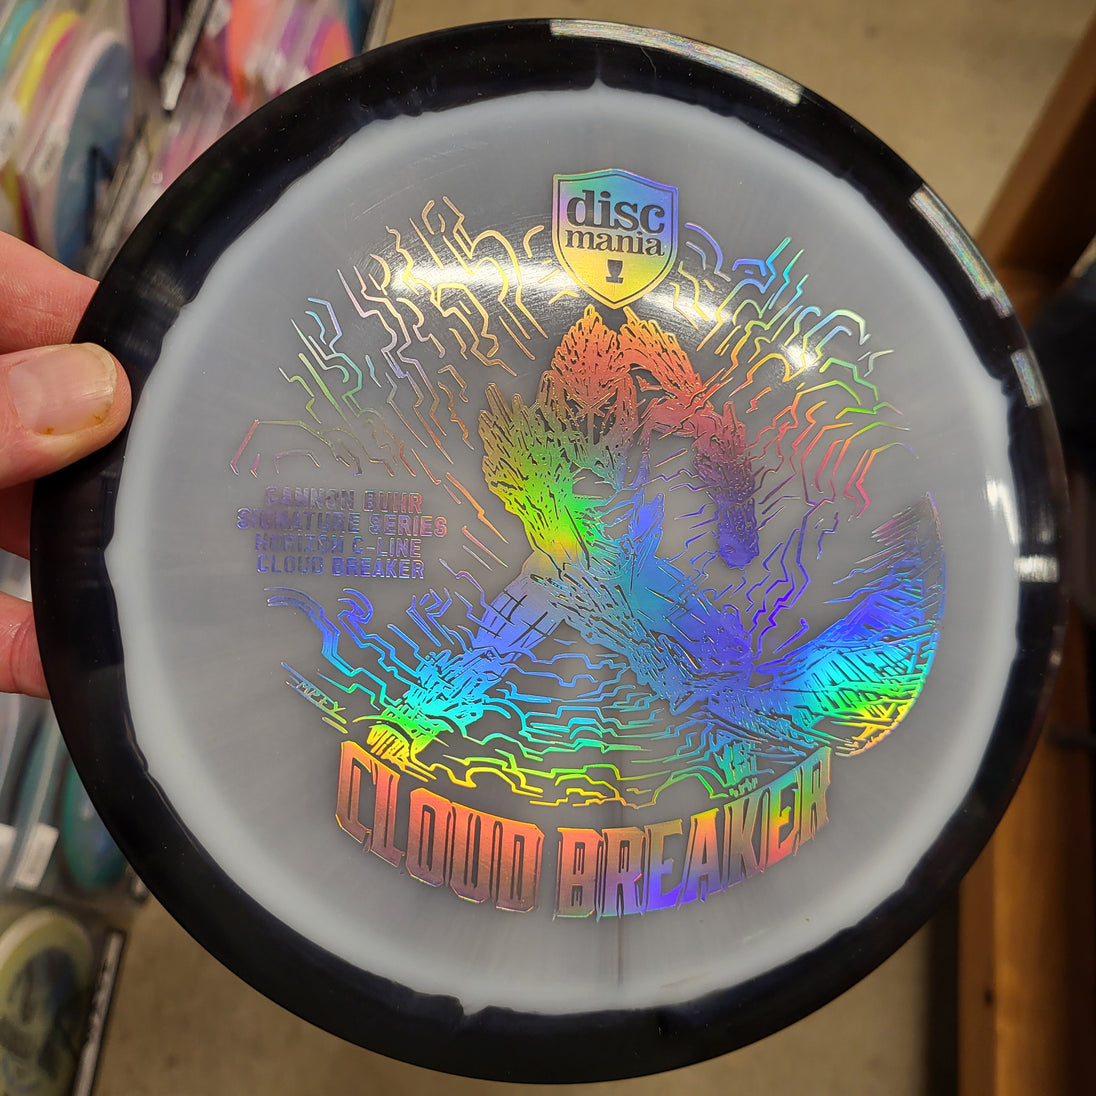 disc
mania
GANNON BUHR
SIGNATURE SERIES
HORIZON C-LINE
CLOUD BREAKER
CLOUD BREAKER